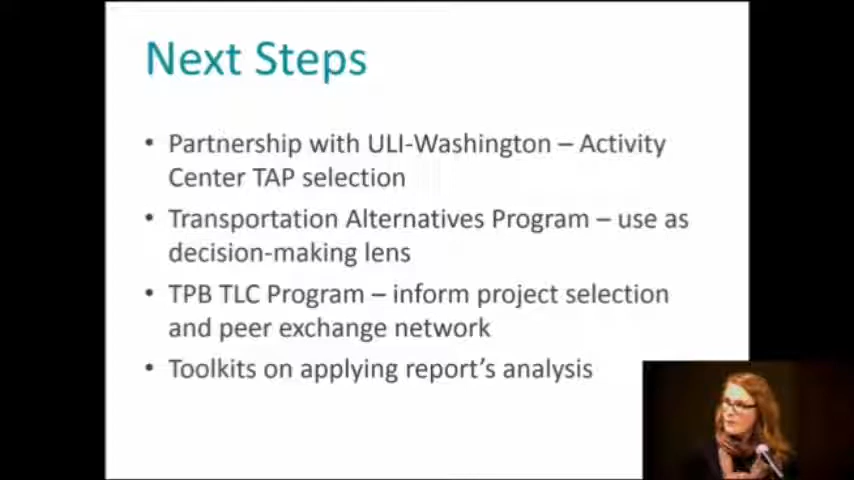 Next Steps
• Partnership with ULI-Washington – Activity
Center TAP selection
• Transportation Alternatives Program – use as
decision-making lens
• TPB TLC Program – inform project selection
and peer exchange network
• Toolkits on applying report's analysis